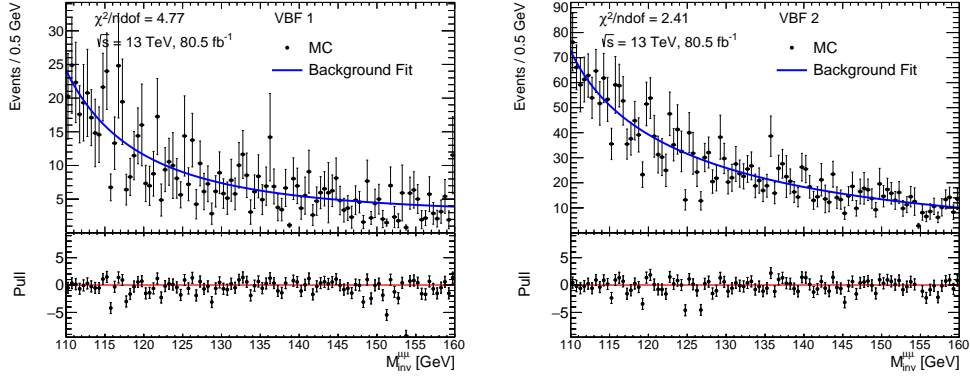 χ²/ndof = 4.77 VBF 1
√s = 13 TeV, 80.5 fb⁻¹
MC
Background Fit
Events / 0.5 GeV
30
25
20
15
10
5
Pull
5
0
−5
110 115 120 125 130 135 140 145 150 155 160
M^μμ_inv [GeV]
χ²/ndof = 2.41 VBF 2
√s = 13 TeV, 80.5 fb⁻¹
MC
Background Fit
Events / 0.5 GeV
90
80
70
60
50
40
30
20
10
Pull
5
0
−5
110 115 120 125 130 135 140 145 150 155 160
M^μμ_inv [GeV]